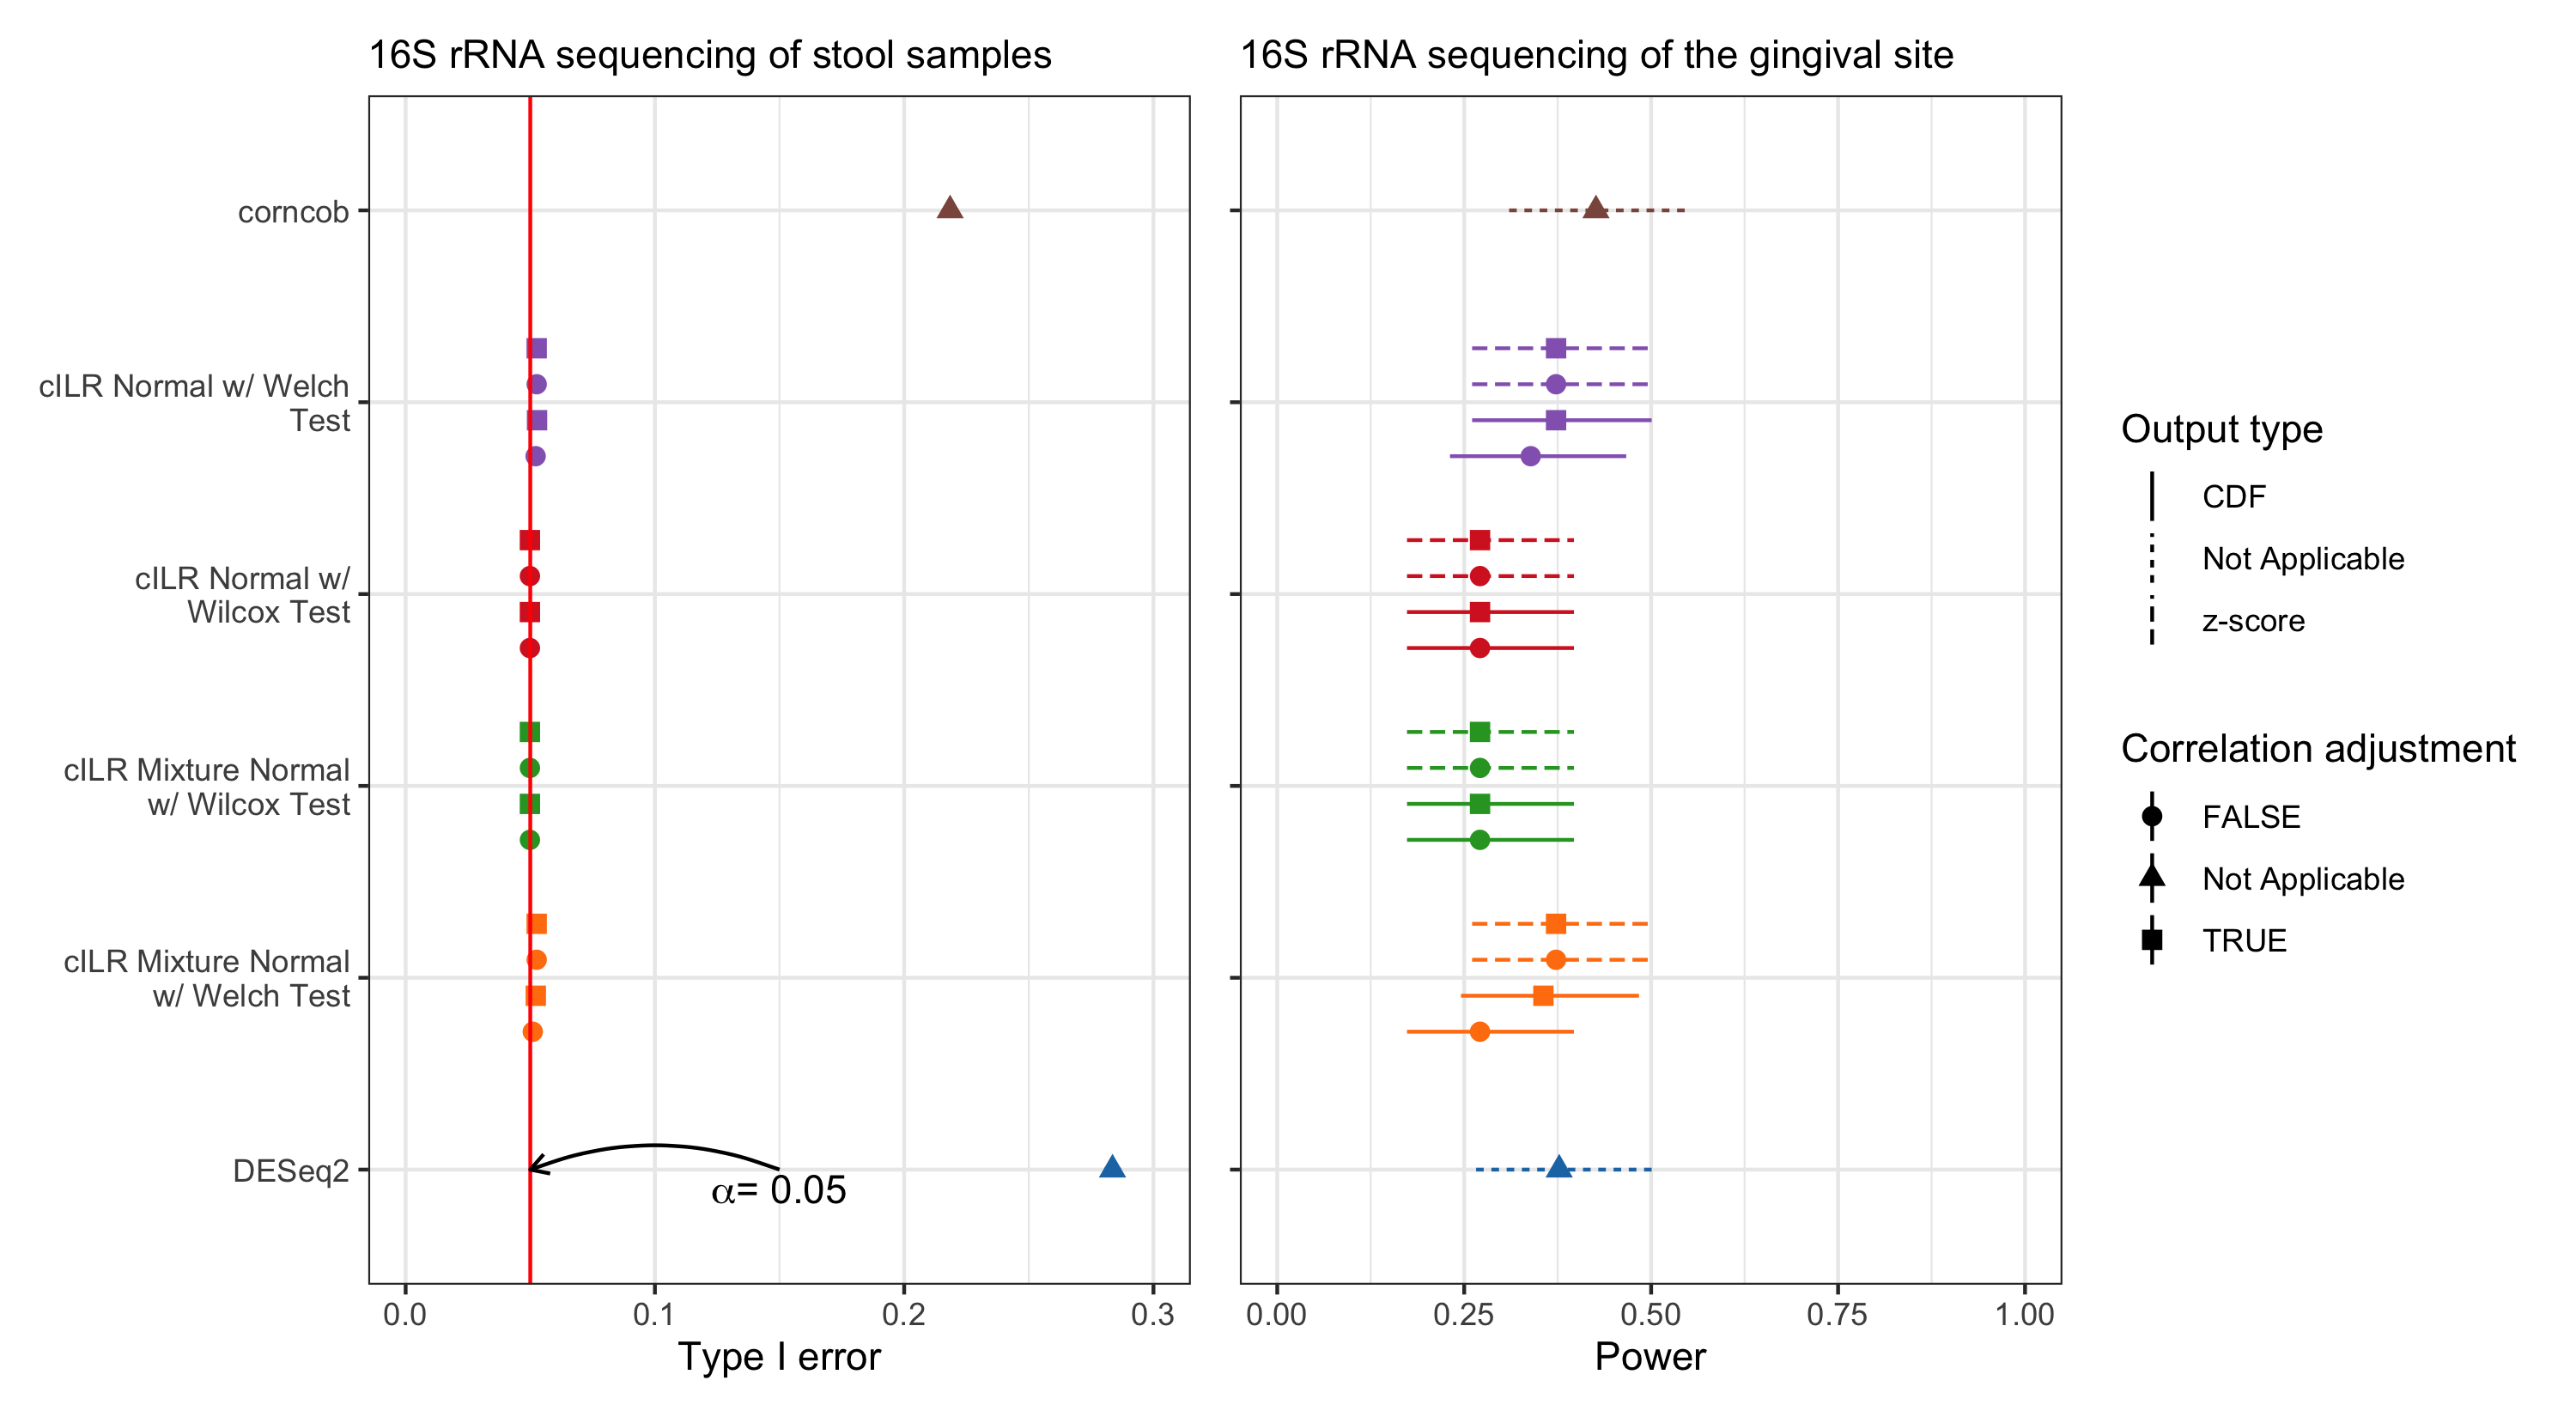 16S rRNA sequencing of stool samples
16S rRNA sequencing of the gingival site
corncob
cILR Normal w/ Welch
Test
cILR Normal w/
Wilcox Test
cILR Mixture Normal
w/ Wilcox Test
cILR Mixture Normal
w/ Welch Test
DESeq2
α= 0.05
0.0
0.1
0.2
0.3
Type I error
0.00
0.25
0.50
0.75
1.00
Power
Output type
CDF
Not Applicable
z-score
Correlation adjustment
FALSE
Not Applicable
TRUE